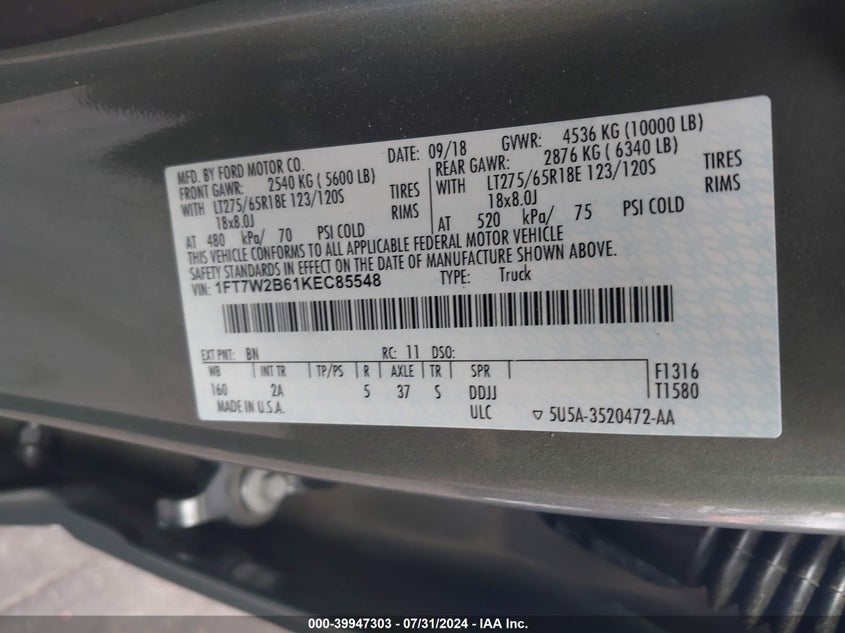 MFD. BY FORD MOTOR CO.
DATE: 09/18 GVWR: 4536 KG (10000 LB)
FRONT GAWR: 2540 KG ( 5600 LB) REAR GAWR: 2876 KG ( 6340 LB)
WITH LT275/65R18E 123/120S TIRES WITH LT275/65R18E 123/120S TIRES
18x8.0J RIMS 18x8.0J RIMS
AT 480 kPa/ 70 PSI COLD AT 520 kPa/ 75 PSI COLD
THIS VEHICLE CONFORMS TO ALL APPLICABLE FEDERAL MOTOR VEHICLE
SAFETY STANDARDS IN EFFECT ON THE DATE OF MANUFACTURE SHOWN ABOVE.
VIN: 1FT7W2B61KEC85548 TYPE: Truck
EXT PNT: BN RC: 11 DSO:
WB INT TR TP/PS R AXLE TR SPR F1316
160 2A 5 37 S DDJJ T1580
MADE IN U.S.A. ULC ▽ 5U5A-3520472-AA
000-39947303 - 07/31/2024 - IAA Inc.